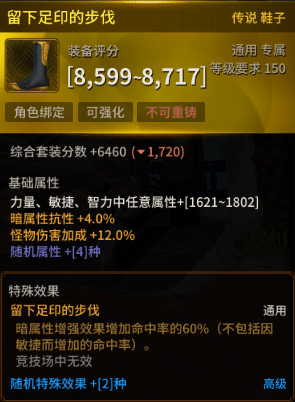 留下足印的步伐 传说 鞋子
装备评分 通用 专属
[8,599~8,717] 等级要求 150
角色绑定 可强化 不可重铸
综合套装分数 +6460 (▼1,720)
基础属性
力量、敏捷、智力中任意属性+[1621~1802]
暗属性抗性 +4.0%
怪物伤害加成 +12.0%
随机属性 +[4]种
特殊效果
留下足印的步伐 通用
暗属性增强效果增加命中率的60%（不包括因
敏捷而增加的命中率）。
竞技场中无效
随机特殊效果 +[2]种 高级